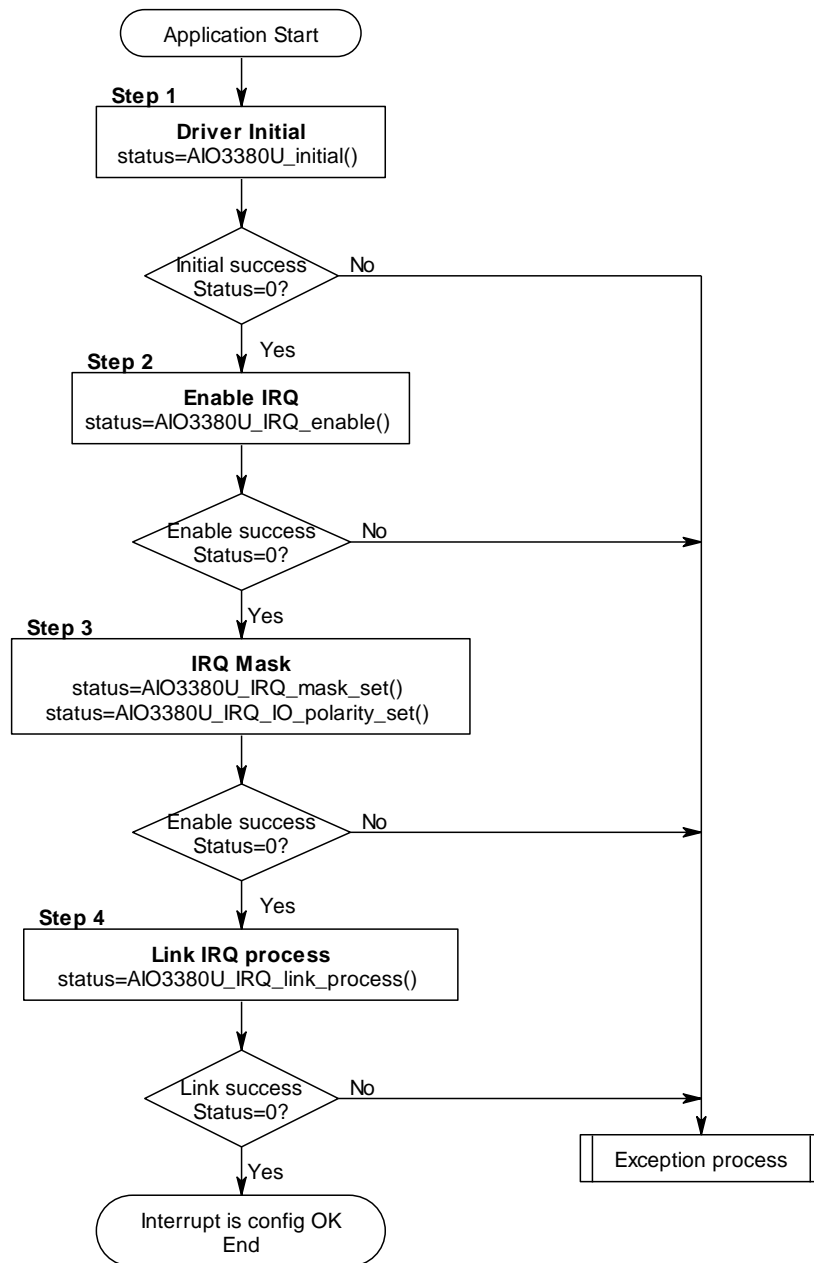 Application Start
Step 1
Driver Initial
status=AIO3380U_initial()
Initial success
Status=0?
No
Yes
Step 2
Enable IRQ
status=AIO3380U_IRQ_enable()
Enable success
Status=0?
No
Yes
Step 3
IRQ Mask
status=AIO3380U_IRQ_mask_set()
status=AIO3380U_IRQ_IO_polarity_set()
Enable success
Status=0?
No
Yes
Step 4
Link IRQ process
status=AIO3380U_IRQ_link_process()
Link success
Status=0?
No
Yes
Exception process
Interrupt is config OK
End